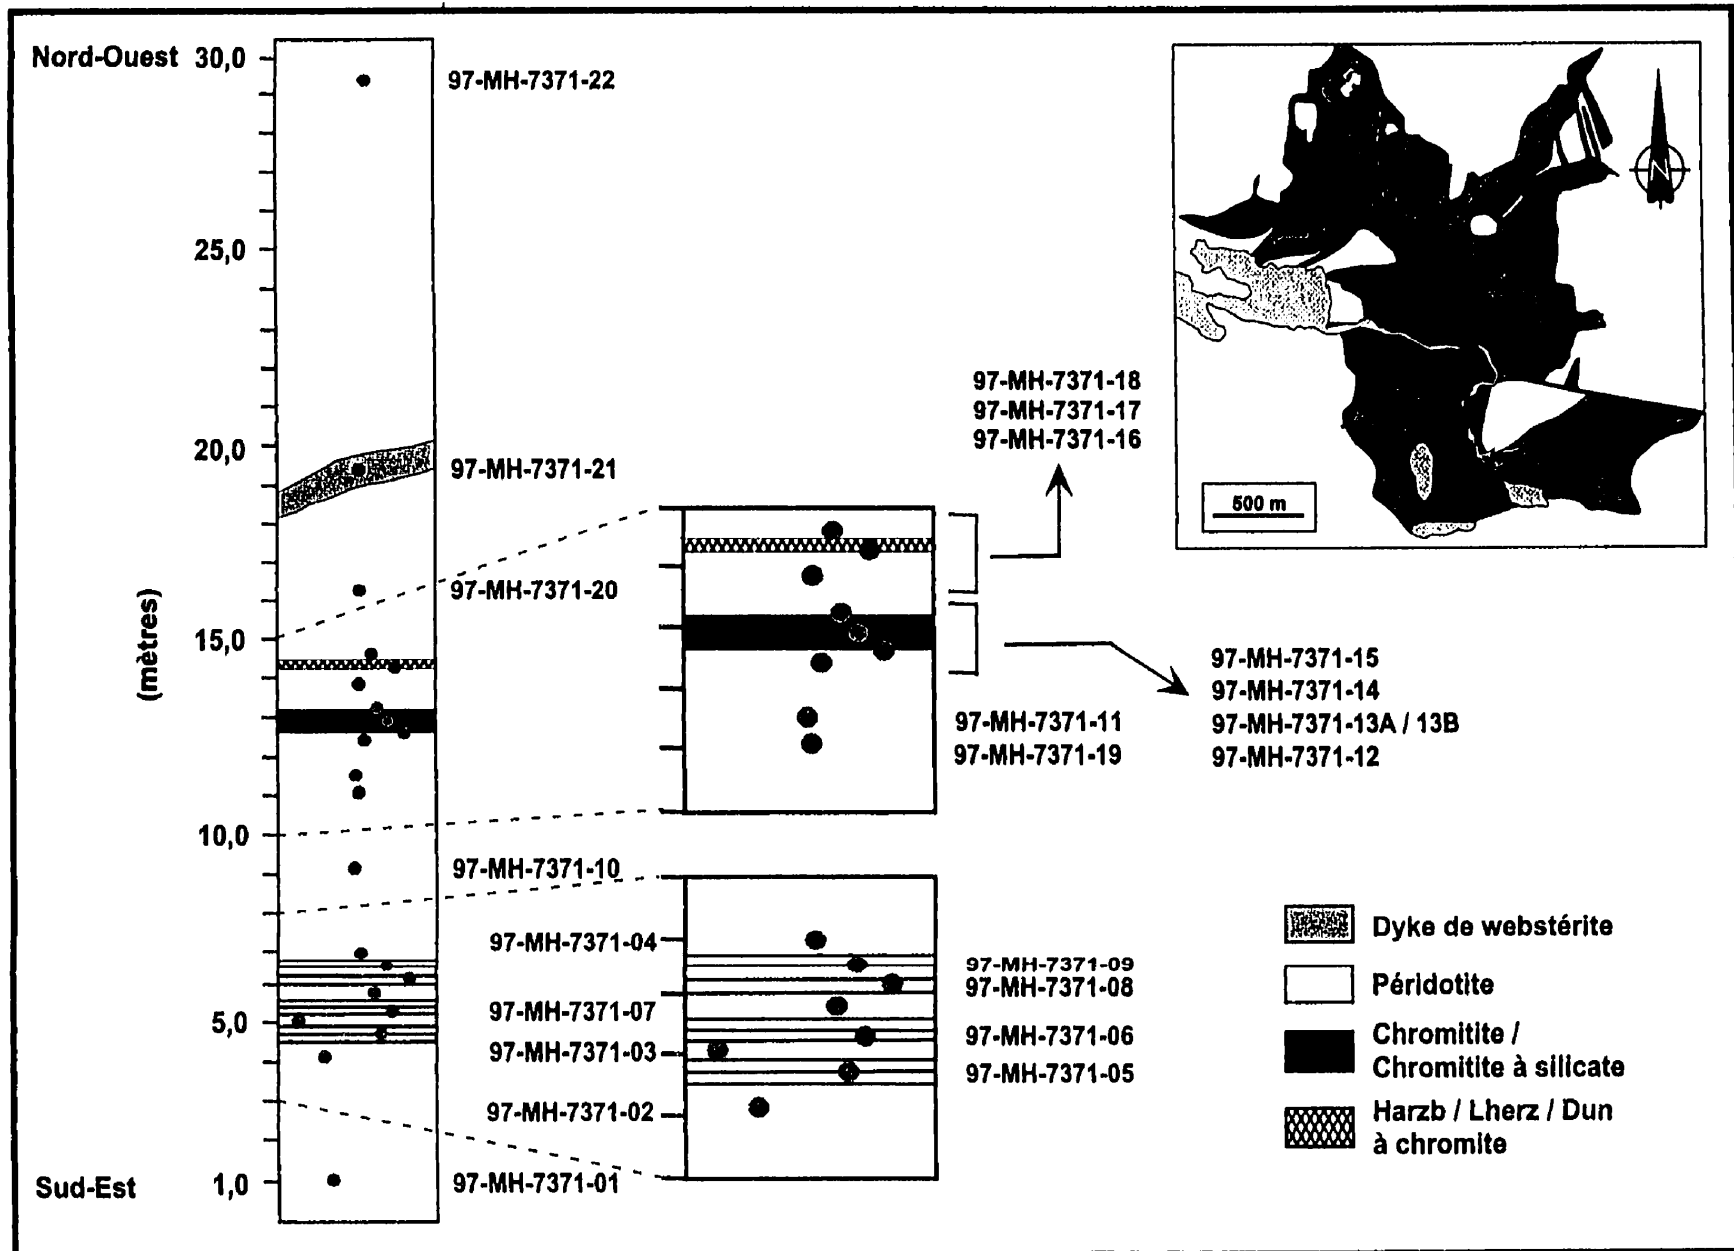 Nord-Ouest
30,0
97-MH-7371-22
25,0
20,0
97-MH-7371-21
97-MH-7371-20
15,0
(mètres)
10,0
97-MH-7371-10
5,0
Sud-Est
1,0
97-MH-7371-01
97-MH-7371-18
97-MH-7371-17
97-MH-7371-16
97-MH-7371-15
97-MH-7371-14
97-MH-7371-13A / 13B
97-MH-7371-12
97-MH-7371-11
97-MH-7371-19
97-MH-7371-04
97-MH-7371-09
97-MH-7371-08
97-MH-7371-07
97-MH-7371-06
97-MH-7371-03
97-MH-7371-05
97-MH-7371-02
N
500 m
Dyke de webstérite
Péridotite
Chromitite /
Chromitite à silicate
Harzb / Lherz / Dun
à chromite